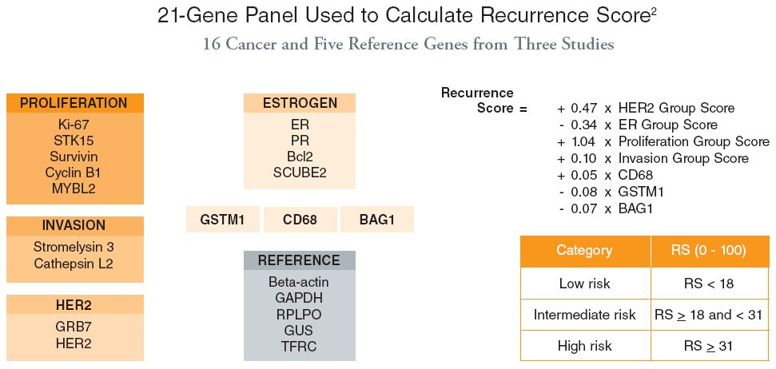 21-Gene Panel Used to Calculate Recurrence Score2
16 Cancer and Five Reference Genes from Three Studies
PROLIFERATION
Ki-67
STK15
Survivin
Cyclin B1
MYBL2
INVASION
Stromelysin 3
Cathepsin L2
HER2
GRB7
HER2
ESTROGEN
ER
PR
Bcl2
SCUBE2
GSTM1 CD68 BAG1
REFERENCE
Beta-actin
GAPDH
RPLPO
GUS
TFRC
Recurrence
Score = + 0.47 x HER2 Group Score
- 0.34 x ER Group Score
+ 1.04 x Proliferation Group Score
+ 0.10 x Invasion Group Score
+ 0.05 x CD68
- 0.08 x GSTM1
- 0.07 x BAG1
Category RS (0 - 100)
Low risk RS < 18
Intermediate risk RS ≥ 18 and < 31
High risk RS ≥ 31